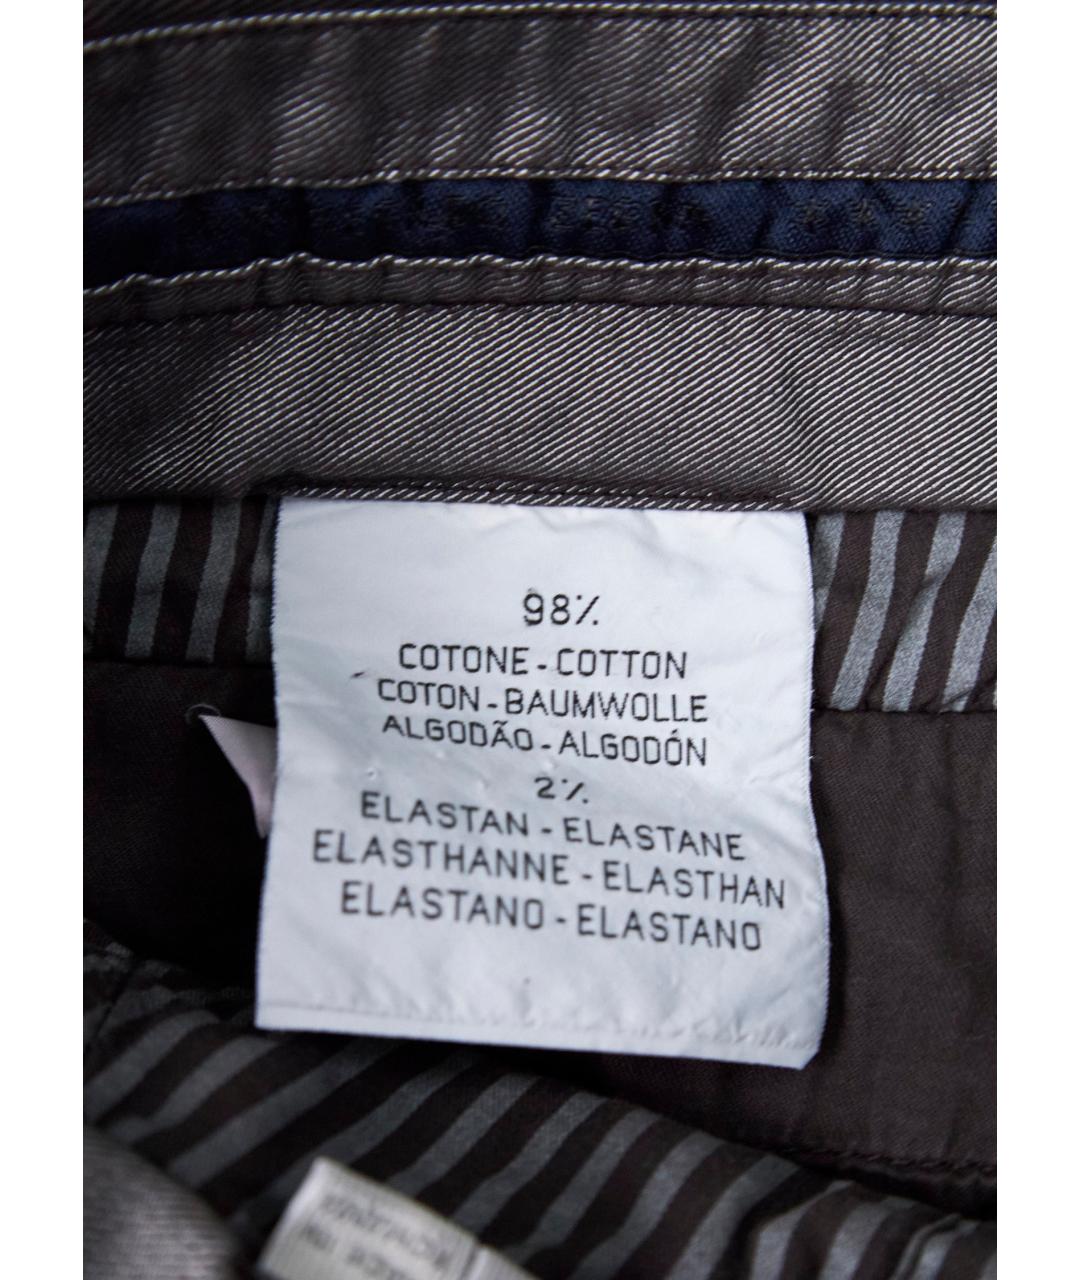 98%
COTONE - COTTON
COTON - BAUMWOLLE
ALGODÃO - ALGODÓN
2%
ELASTAN - ELASTANE
ELASTHANNE - ELASTHAN
ELASTANO - ELASTANO